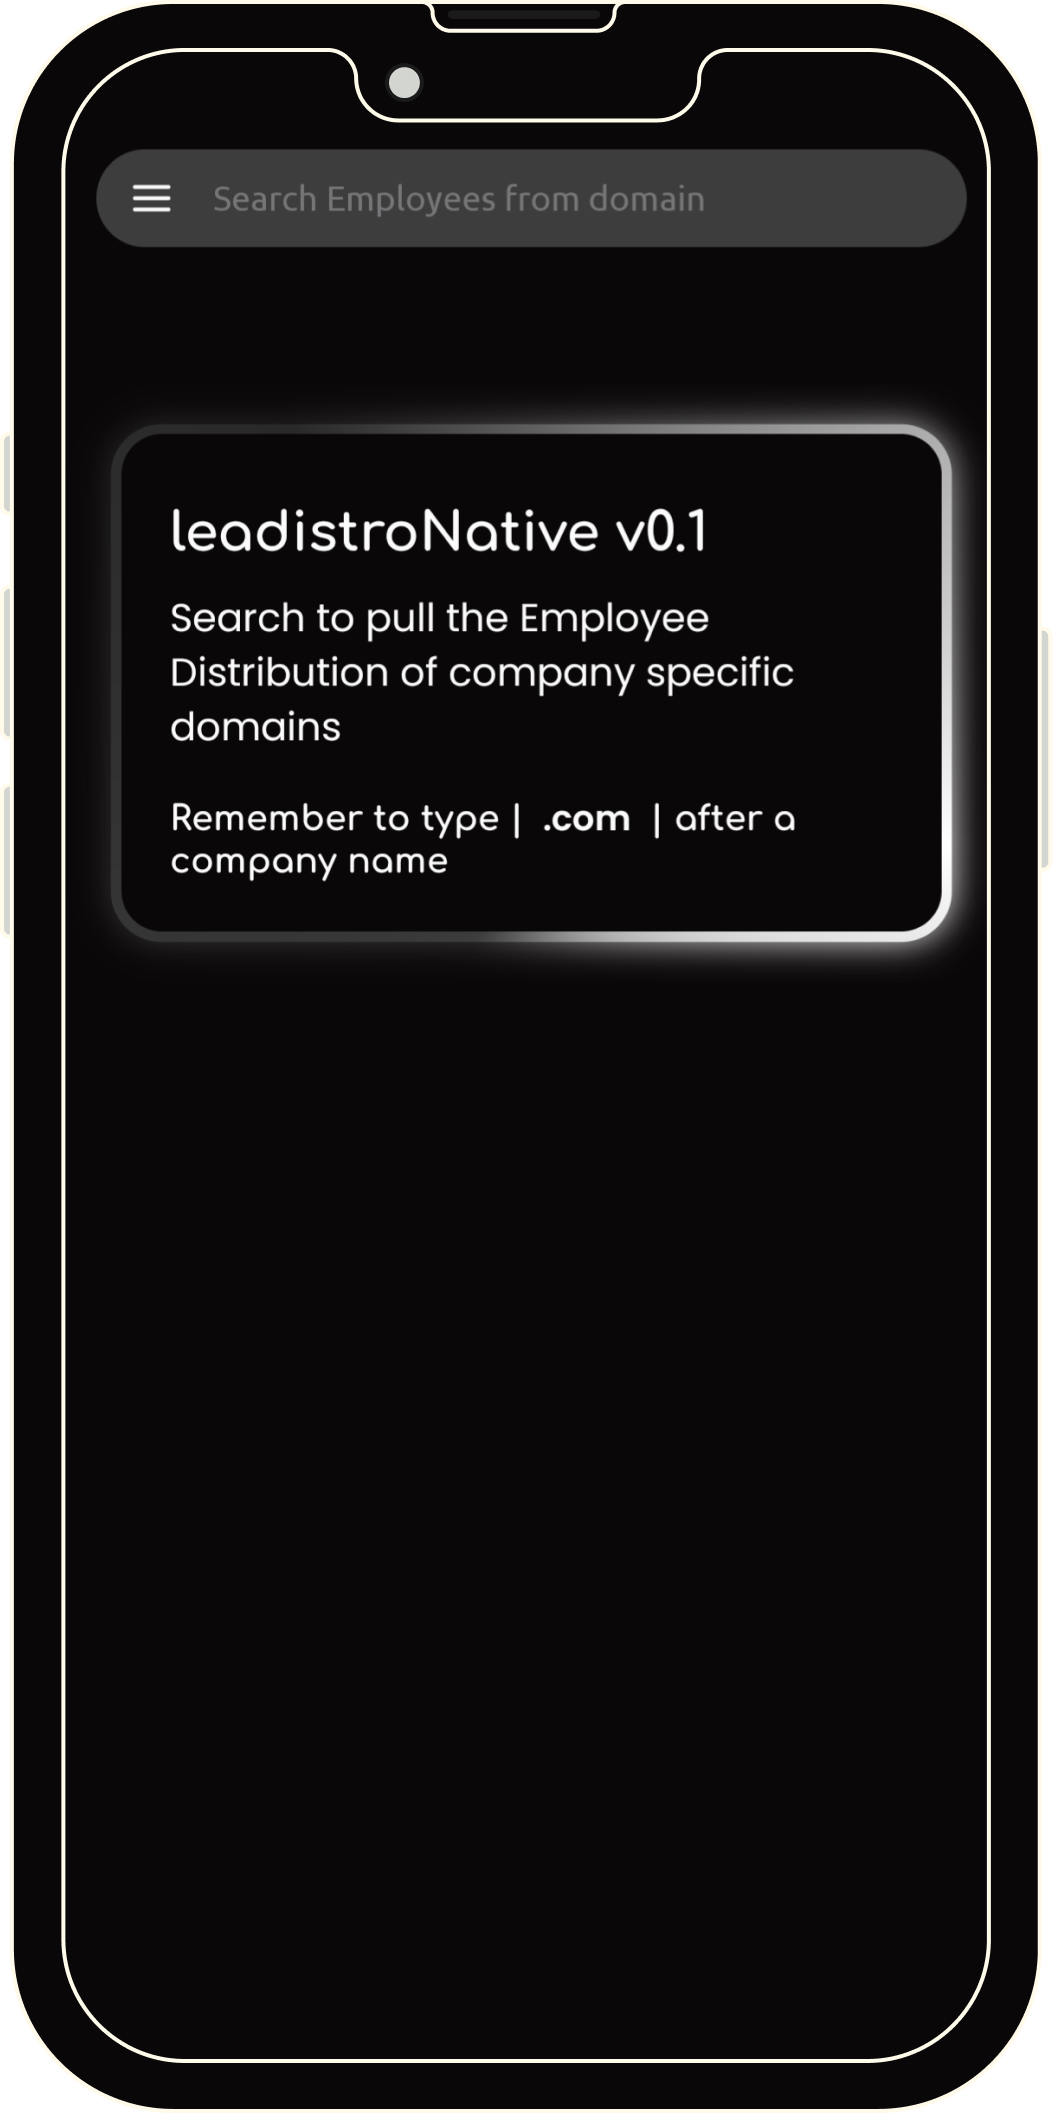 Search Employees from domain
leadistroNative v0.1
Search to pull the Employee
Distribution of company specific
domains
Remember to type | .com | after a
company name